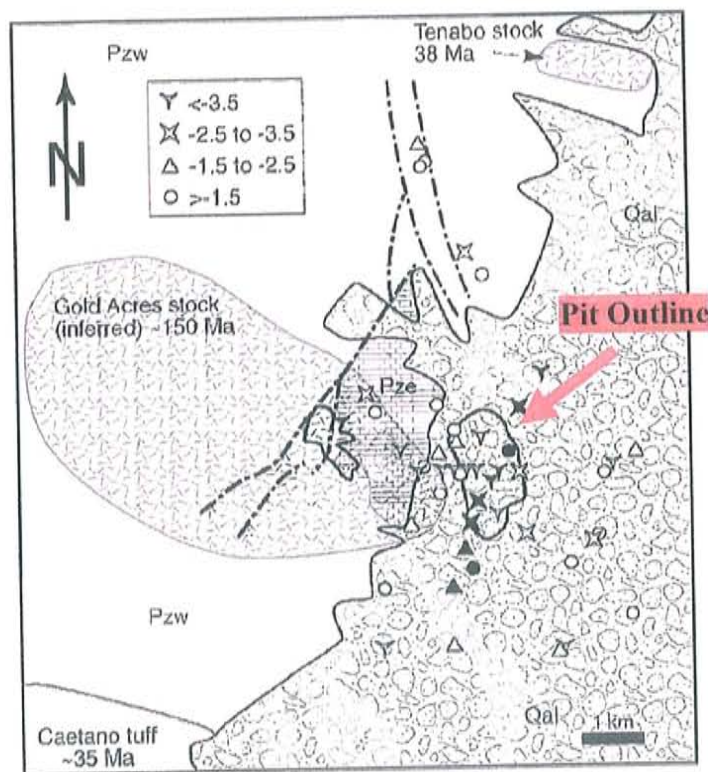 Pzw
Tenabo stock
38 Ma
<-3.5
-2.5 to -3.5
-1.5 to -2.5
>-1.5
N
Qal
Gold Acres stock
(inferred) ~150 Ma
Pit Outline
Pze
Pzw
Qal
1 km
Caetano tuff
~35 Ma